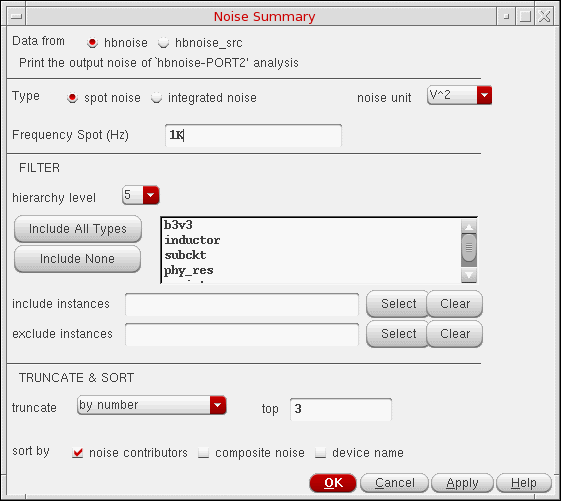 Noise Summary
Data from hbnoise hbnoise_src
Print the output noise of `hbnoise-PORT2' analysis
Type spot noise integrated noise noise unit V^2
Frequency Spot (Hz) 1K
FILTER
hierarchy level 5
Include All Types b3v3
inductor
Include None subckt
phy_res
include instances Select Clear
exclude instances Select Clear
TRUNCATE & SORT
truncate by number top 3
sort by noise contributors composite noise device name
OK Cancel Apply Help